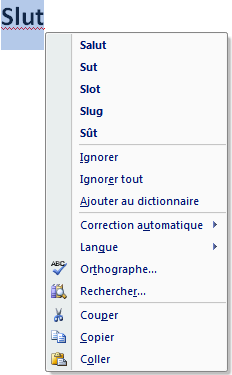 Slut
Salut
Sut
Slot
Slug
Sût
Ignorer
Ignorer tout
Ajouter au dictionnaire
Correction automatique
Langue
ABC Orthographe...
Rechercher...
Couper
Copier
Coller